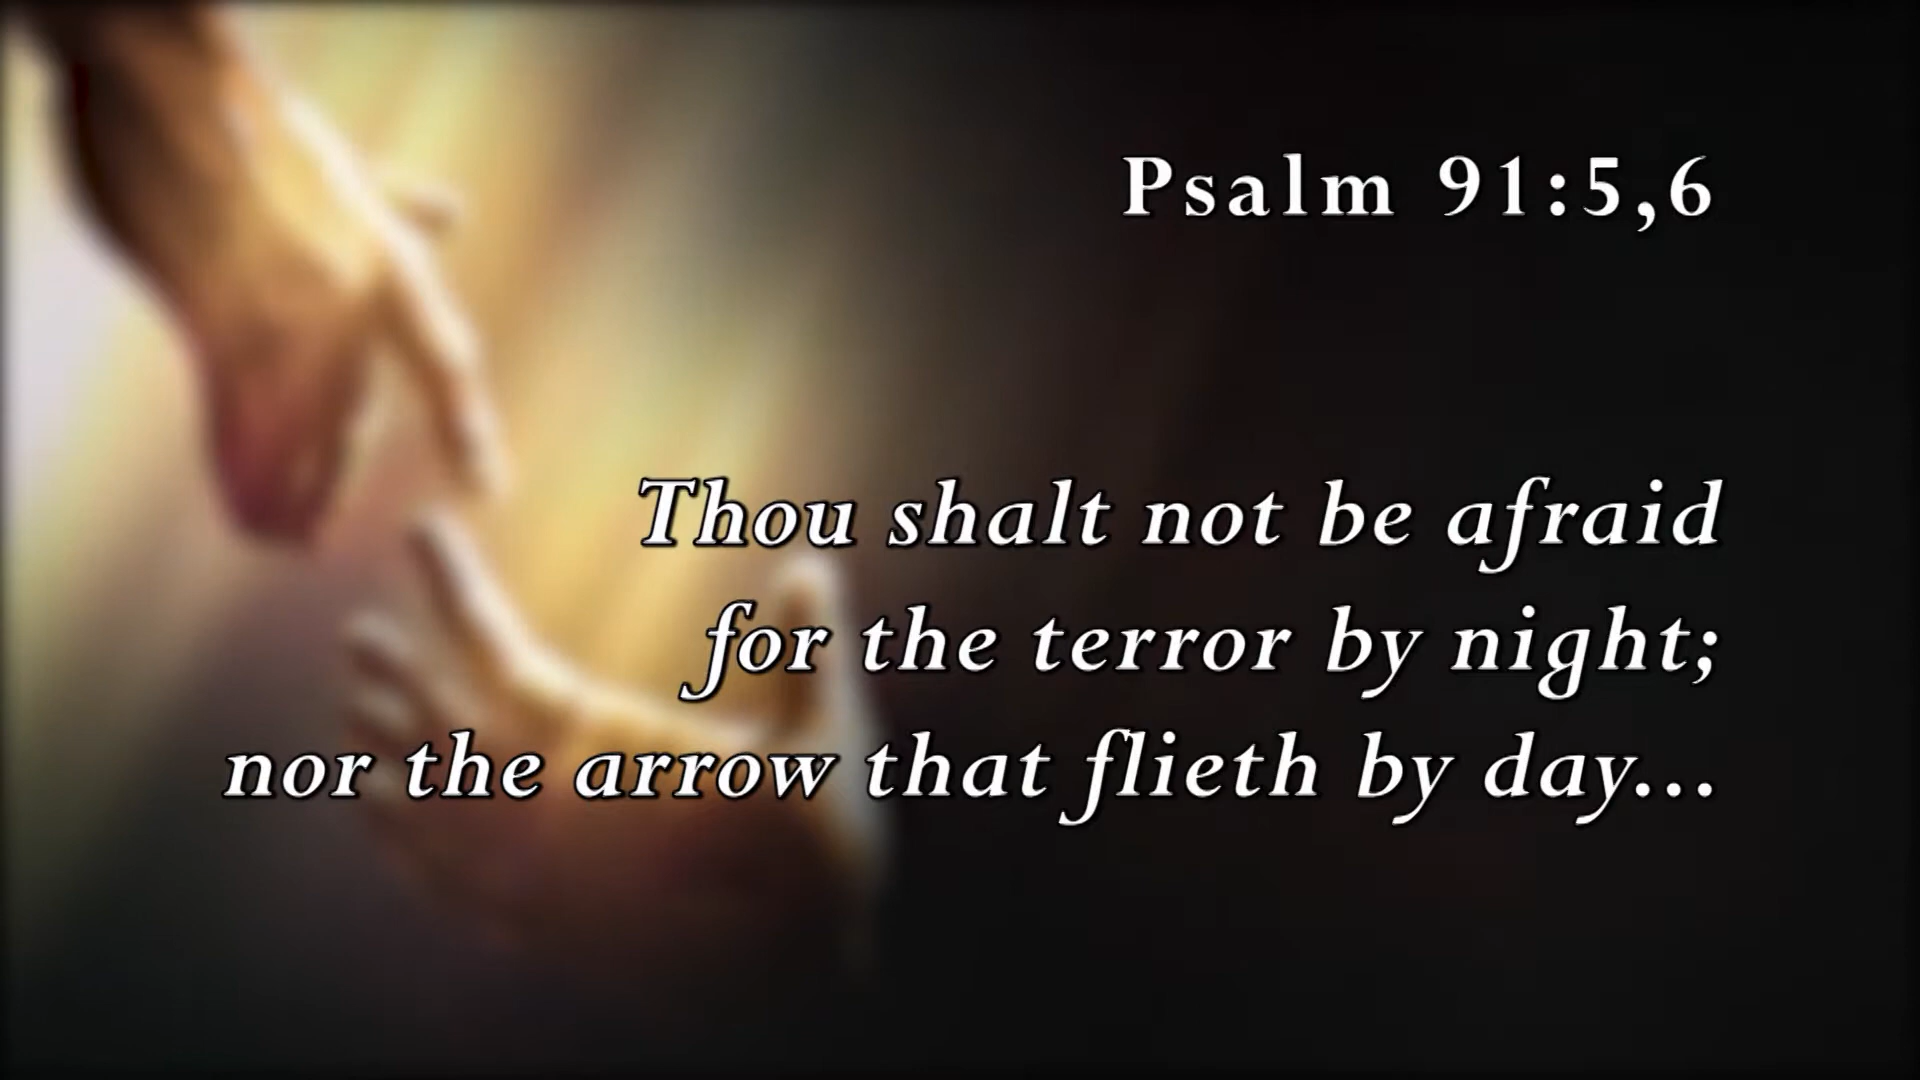 Psalm 91:5,6
Thou shalt not be afraid
for the terror by night;
nor the arrow that flieth by day...